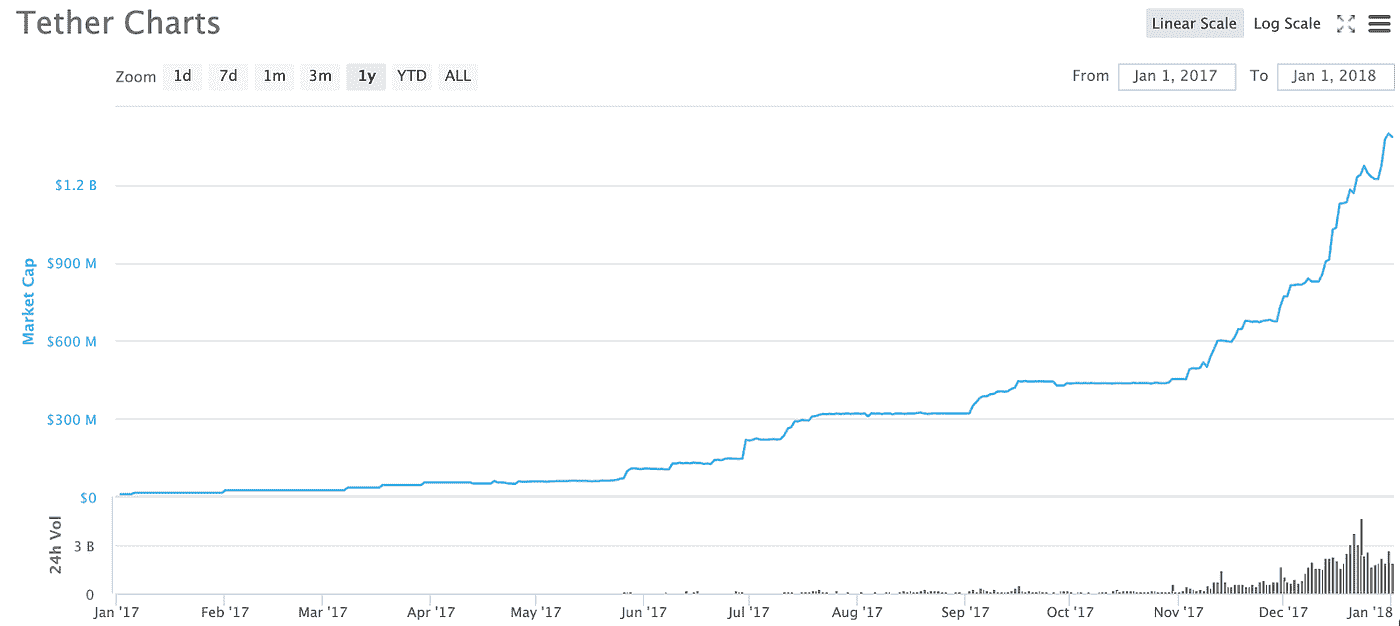 Tether Charts
Linear Scale Log Scale
Zoom 1d 7d 1m 3m 1y YTD ALL
From Jan 1, 2017 To Jan 1, 2018
$1.2 B
$900 M
$600 M
$300 M
$0
Market Cap
24h Vol
3 B
0
Jan '17 Feb '17 Mar '17 Apr '17 May '17 Jun '17 Jul '17 Aug '17 Sep '17 Oct '17 Nov '17 Dec '17 Jan '18